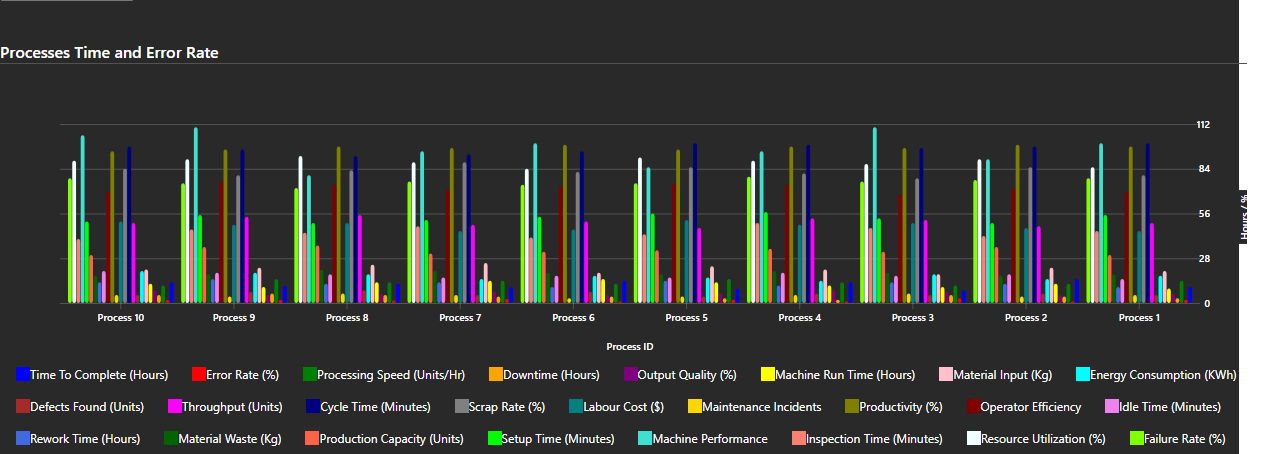 Processes Time and Error Rate
112
84
56
28
0
Hours / %
Process 10 Process 9 Process 8 Process 7 Process 6 Process 5 Process 4 Process 3 Process 2 Process 1
Process ID
Time To Complete (Hours) Error Rate (%) Processing Speed (Units/Hr) Downtime (Hours) Output Quality (%) Machine Run Time (Hours) Material Input (Kg) Energy Consumption (KWh)
Defects Found (Units) Throughput (Units) Cycle Time (Minutes) Scrap Rate (%) Labour Cost ($) Maintenance Incidents Productivity (%) Operator Efficiency Idle Time (Minutes)
Rework Time (Hours) Material Waste (Kg) Production Capacity (Units) Setup Time (Minutes) Machine Performance Inspection Time (Minutes) Resource Utilization (%) Failure Rate (%)